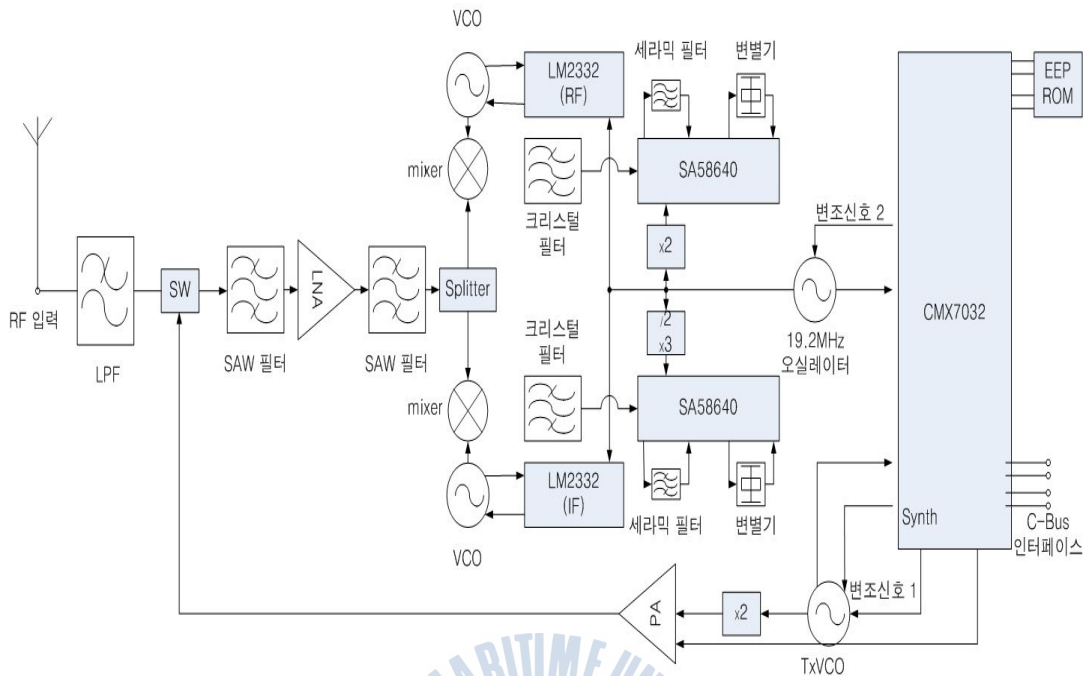 VCO
LM2332
(RF)
세라믹 필터
변별기
EEP
ROM
mixer
SA58640
크리스털
필터
x2
변조신호 2
SW
LNA
Splitter
CMX7032
RF 입력
LPF
SAW 필터
SAW 필터
크리스털
필터
/2
x3
19.2MHz
오실레이터
mixer
SA58640
LM2332
(IF)
VCO
세라믹 필터
변별기
Synth
C-Bus
인터페이스
PA
x2
변조신호 1
TxVCO
ARITIME UN